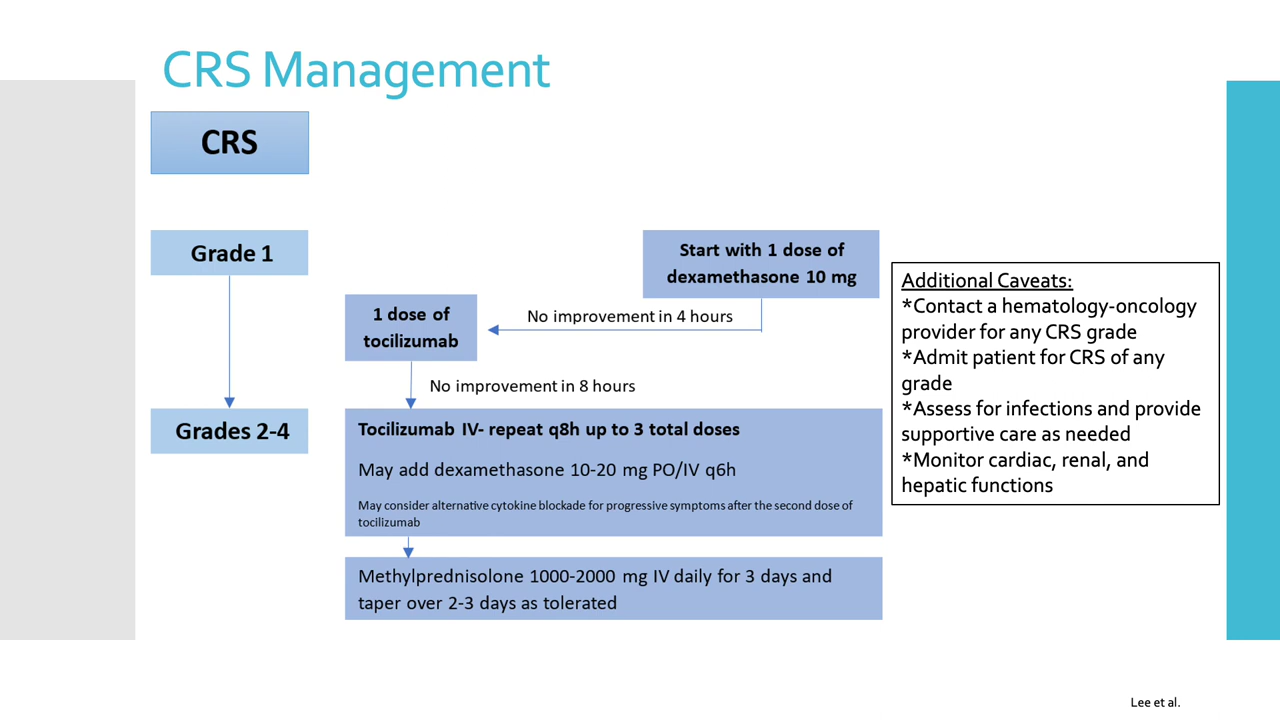 CRS Management
CRS
Grade 1
Start with 1 dose of
dexamethasone 10 mg
No improvement in 4 hours
1 dose of
tocilizumab
No improvement in 8 hours
Grades 2-4
Tocilizumab IV- repeat q8h up to 3 total doses
May add dexamethasone 10-20 mg PO/IV q6h
May consider alternative cytokine blockade for progressive symptoms after the second dose of
tocilizumab
Methylprednisolone 1000-2000 mg IV daily for 3 days and
taper over 2-3 days as tolerated
Additional Caveats:
*Contact a hematology-oncology
provider for any CRS grade
*Admit patient for CRS of any
grade
*Assess for infections and provide
supportive care as needed
*Monitor cardiac, renal, and
hepatic functions
Lee et al.